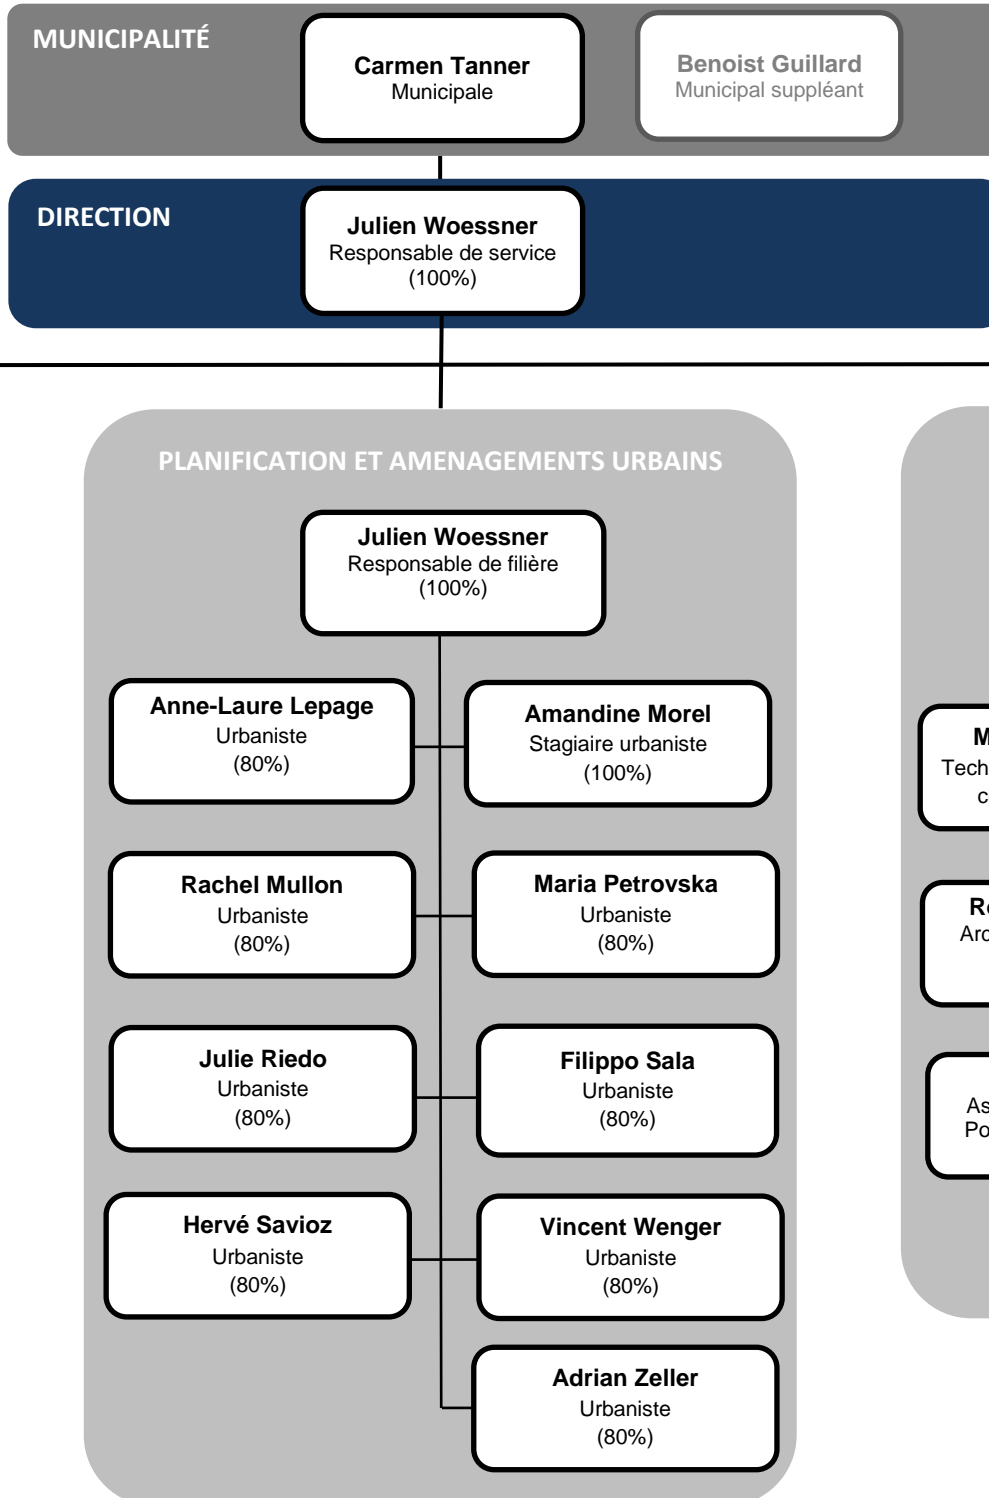 MUNICIPALITÉ
Carmen Tanner
Municipale
Benoist Guillard
Municipal suppléant
DIRECTION
Julien Woessner
Responsable de service
(100%)
PLANIFICATION ET AMENAGEMENTS URBAINS
Julien Woessner
Responsable de filière
(100%)
Anne-Laure Lepage
Urbaniste
(80%)
Amandine Morel
Stagiaire urbaniste
(100%)
Rachel Mullon
Urbaniste
(80%)
Maria Petrovska
Urbaniste
(80%)
Julie Riedo
Urbaniste
(80%)
Filippo Sala
Urbaniste
(80%)
Hervé Savioz
Urbaniste
(80%)
Vincent Wenger
Urbaniste
(80%)
Adrian Zeller
Urbaniste
(80%)